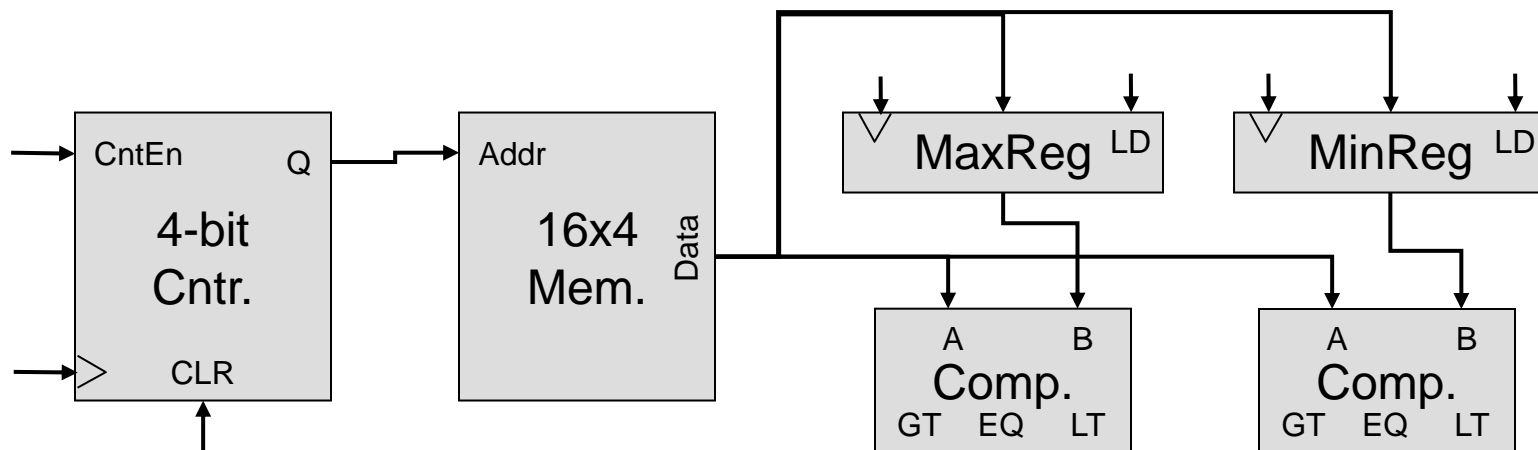 CntEn
Q
4-bit
Cntr.
CLR
Addr
16x4
Mem.
Data
MaxReg
LD
MinReg
LD
A
B
Comp.
GT
EQ
LT
A
B
Comp.
GT
EQ
LT